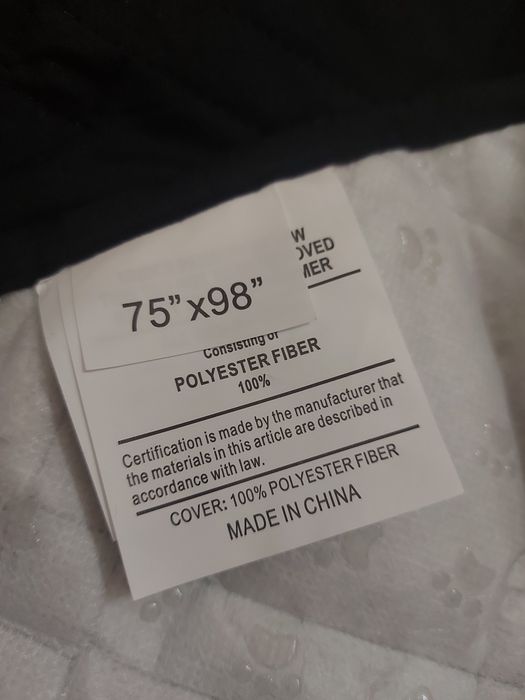 75” x98”
Consisting of
POLYESTER FIBER
100%
Certification is made by the manufacturer that
the materials in this article are described in
accordance with law.
COVER: 100% POLYESTER FIBER
MADE IN CHINA